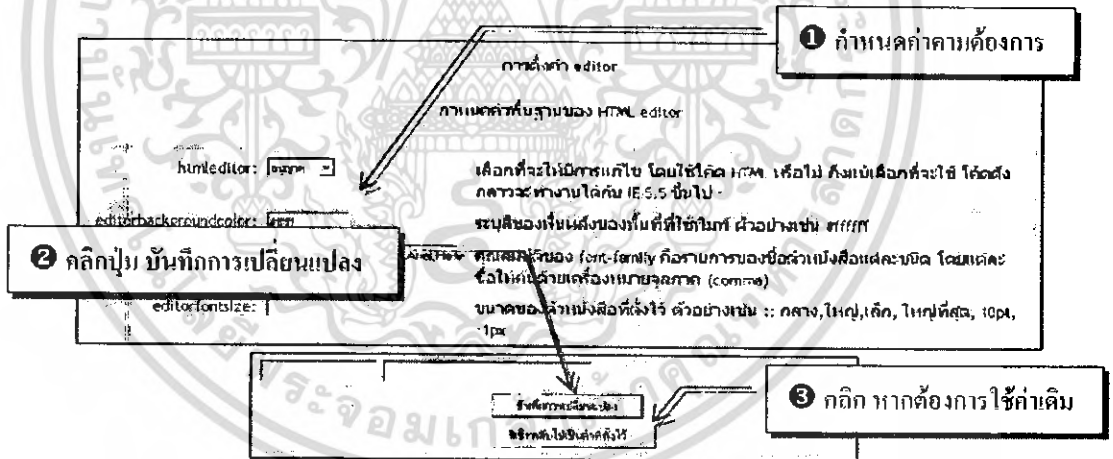 ❶ กำหนดค่าตามต้องการ
การตั้งค่า editor
กำหนดค่าพื้นฐานของ HTML editor
htmleditor: อนุญาต
เลือกที่จะให้มีการแก้ไข โดยใช้โค้ด HTML หรือไม่ ถึงแม้เลือกที่จะใช้ โค้ดดัง
กล่าวจะทำงานได้กับ IE 5.5 ขึ้นไป
editorbackgroundcolor:
ระบุสีของพื้นหลังของพื้นที่ที่ใช้พิมพ์ ตัวอย่างเช่น #ffffff
❷ คลิกปุ่ม บันทึกการเปลี่ยนแปลง
คุณสมบัติของ font-family คือรายการของชื่อตัวหนังสือแต่ละชนิด โดยแต่ละ
ชื่อให้คั่นด้วยเครื่องหมายจุลภาค (comma)
editorfontsize:
ขนาดของตัวหนังสือที่ตั้งไว้ ตัวอย่างเช่น :: กลาง,ใหญ่,เล็ก, ใหญ่ที่สุด, 10pt,
11px
บันทึกการเปลี่ยนแปลง
❸ คลิก หากต้องการใช้ค่าเดิม